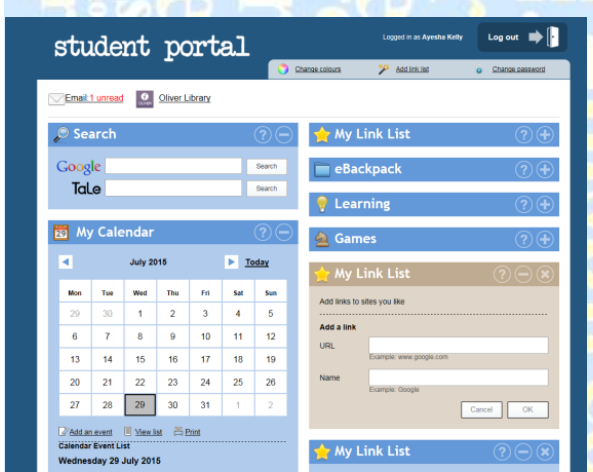 student portal
Logged in as Ayesha Kelly
Log out
Change colours
Add link list
Change password
Email: 1 unread
Oliver Library
Search
Google
Search
TaLe
Search
My Calendar
July 2015
Today
Mon Tue Wed Thu Fri Sat Sun
29 30 1 2 3 4 5
6 7 8 9 10 11 12
13 14 15 16 17 18 19
20 21 22 23 24 25 26
27 28 29 30 31 1 2
Add an event View list Print
Calendar Event List
Wednesday 29 July 2015
My Link List
eBackpack
Learning
Games
My Link List
Add links to sites you like
Add a link
URL
Example: www.google.com
Name
Example: Google
Cancel OK
My Link List